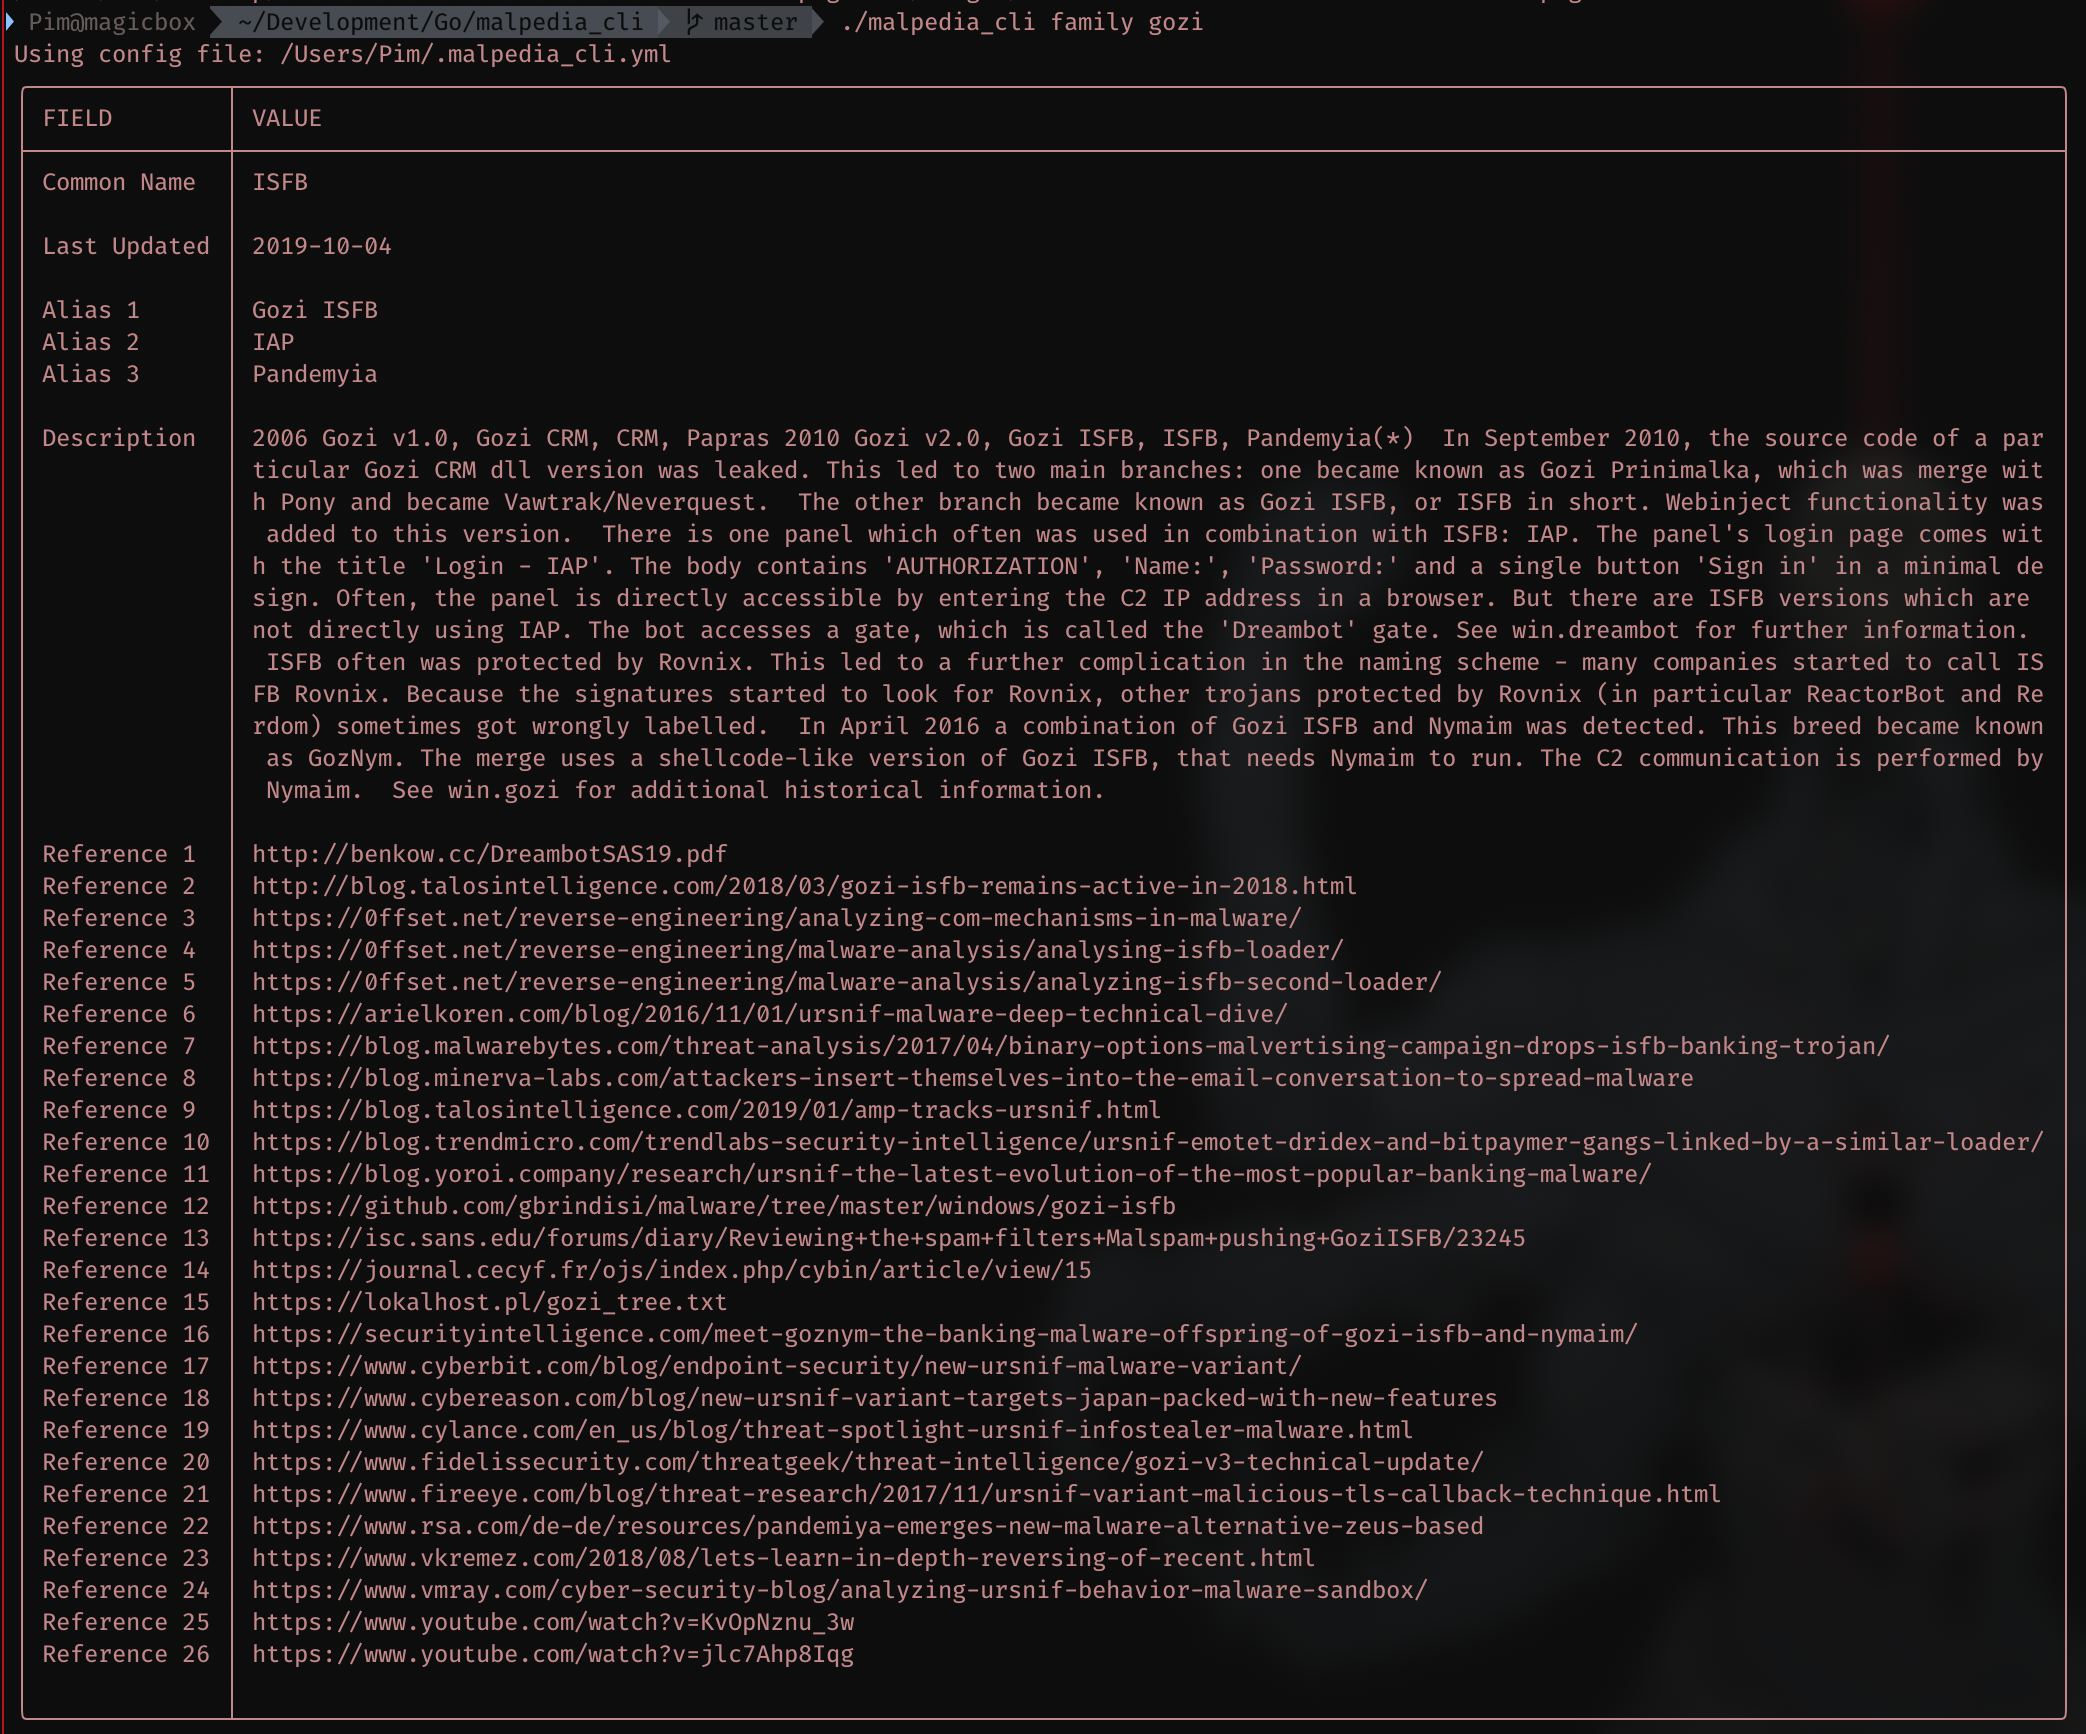 Pim@magicbox ~/Development/Go/malpedia_cli master ./malpedia_cli family gozi
Using config file: /Users/Pim/.malpedia_cli.yml
FIELD VALUE
Common Name ISFB
Last Updated 2019-10-04
Alias 1 Gozi ISFB
Alias 2 IAP
Alias 3 Pandemyia
Description 2006 Gozi v1.0, Gozi CRM, CRM, Papras 2010 Gozi v2.0, Gozi ISFB, ISFB, Pandemyia(*)  In September 2010, the source code of a par
ticular Gozi CRM dll version was leaked. This led to two main branches: one became known as Gozi Prinimalka, which was merge wit
h Pony and became Vawtrak/Neverquest.  The other branch became known as Gozi ISFB, or ISFB in short. Webinject functionality was
added to this version.  There is one panel which often was used in combination with ISFB: IAP. The panel's login page comes wit
h the title 'Login - IAP'. The body contains 'AUTHORIZATION', 'Name:', 'Password:' and a single button 'Sign in' in a minimal de
sign. Often, the panel is directly accessible by entering the C2 IP address in a browser. But there are ISFB versions which are
not directly using IAP. The bot accesses a gate, which is called the 'Dreambot' gate. See win.dreambot for further information.
ISFB often was protected by Rovnix. This led to a further complication in the naming scheme - many companies started to call IS
FB Rovnix. Because the signatures started to look for Rovnix, other trojans protected by Rovnix (in particular ReactorBot and Re
rdom) sometimes got wrongly labelled.  In April 2016 a combination of Gozi ISFB and Nymaim was detected. This breed became known
as GozNym. The merge uses a shellcode-like version of Gozi ISFB, that needs Nymaim to run. The C2 communication is performed by
Nymaim.  See win.gozi for additional historical information.
Reference 1 http://benkow.cc/DreambotSAS19.pdf
Reference 2 http://blog.talosintelligence.com/2018/03/gozi-isfb-remains-active-in-2018.html
Reference 3 https://0ffset.net/reverse-engineering/analyzing-com-mechanisms-in-malware/
Reference 4 https://0ffset.net/reverse-engineering/malware-analysis/analysing-isfb-loader/
Reference 5 https://0ffset.net/reverse-engineering/malware-analysis/analyzing-isfb-second-loader/
Reference 6 https://arielkoren.com/blog/2016/11/01/ursnif-malware-deep-technical-dive/
Reference 7 https://blog.malwarebytes.com/threat-analysis/2017/04/binary-options-malvertising-campaign-drops-isfb-banking-trojan/
Reference 8 https://blog.minerva-labs.com/attackers-insert-themselves-into-the-email-conversation-to-spread-malware
Reference 9 https://blog.talosintelligence.com/2019/01/amp-tracks-ursnif.html
Reference 10 https://blog.trendmicro.com/trendlabs-security-intelligence/ursnif-emotet-dridex-and-bitpaymer-gangs-linked-by-a-similar-loader/
Reference 11 https://blog.yoroi.company/research/ursnif-the-latest-evolution-of-the-most-popular-banking-malware/
Reference 12 https://github.com/gbrindisi/malware/tree/master/windows/gozi-isfb
Reference 13 https://isc.sans.edu/forums/diary/Reviewing+the+spam+filters+Malspam+pushing+GoziISFB/23245
Reference 14 https://journal.cecyf.fr/ojs/index.php/cybin/article/view/15
Reference 15 https://lokalhost.pl/gozi_tree.txt
Reference 16 https://securityintelligence.com/meet-goznym-the-banking-malware-offspring-of-gozi-isfb-and-nymaim/
Reference 17 https://www.cyberbit.com/blog/endpoint-security/new-ursnif-malware-variant/
Reference 18 https://www.cybereason.com/blog/new-ursnif-variant-targets-japan-packed-with-new-features
Reference 19 https://www.cylance.com/en_us/blog/threat-spotlight-ursnif-infostealer-malware.html
Reference 20 https://www.fidelissecurity.com/threatgeek/threat-intelligence/gozi-v3-technical-update/
Reference 21 https://www.fireeye.com/blog/threat-research/2017/11/ursnif-variant-malicious-tls-callback-technique.html
Reference 22 https://www.rsa.com/de-de/resources/pandemiya-emerges-new-malware-alternative-zeus-based
Reference 23 https://www.vkremez.com/2018/08/lets-learn-in-depth-reversing-of-recent.html
Reference 24 https://www.vmray.com/cyber-security-blog/analyzing-ursnif-behavior-malware-sandbox/
Reference 25 https://www.youtube.com/watch?v=KvOpNznu_3w
Reference 26 https://www.youtube.com/watch?v=jlc7Ahp8Iqg